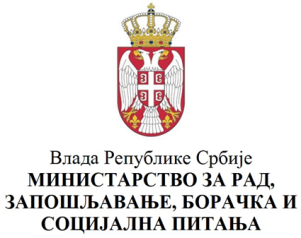 Влада Републике Србије
МИНИСТАРСТВО ЗА РАД,
ЗАПОШЉАВАЊЕ, БОРАЧКА И
СОЦИЈАЛНА ПИТАЊА